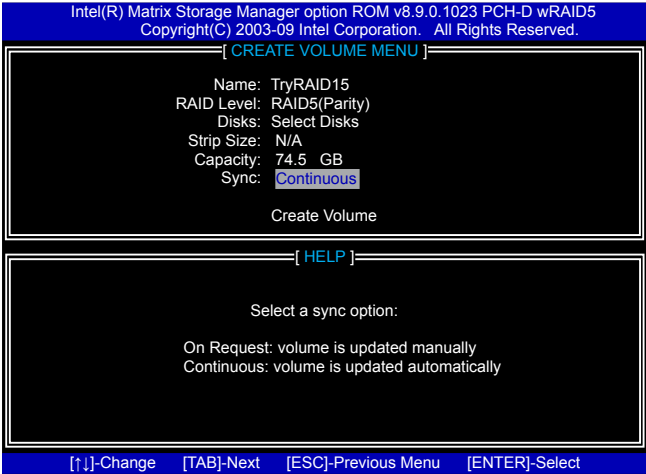 Intel(R) Matrix Storage Manager option ROM v8.9.0.1023 PCH-D wRAID5
Copyright(C) 2003-09 Intel Corporation. All Rights Reserved.
[ CREATE VOLUME MENU ]
Name: TryRAID15
RAID Level: RAID5(Parity)
Disks: Select Disks
Strip Size: N/A
Capacity: 74.5 GB
Sync: Continuous
Create Volume
[ HELP ]
Select a sync option:
On Request: volume is updated manually
Continuous: volume is updated automatically
[↑↓]-Change [TAB]-Next [ESC]-Previous Menu [ENTER]-Select